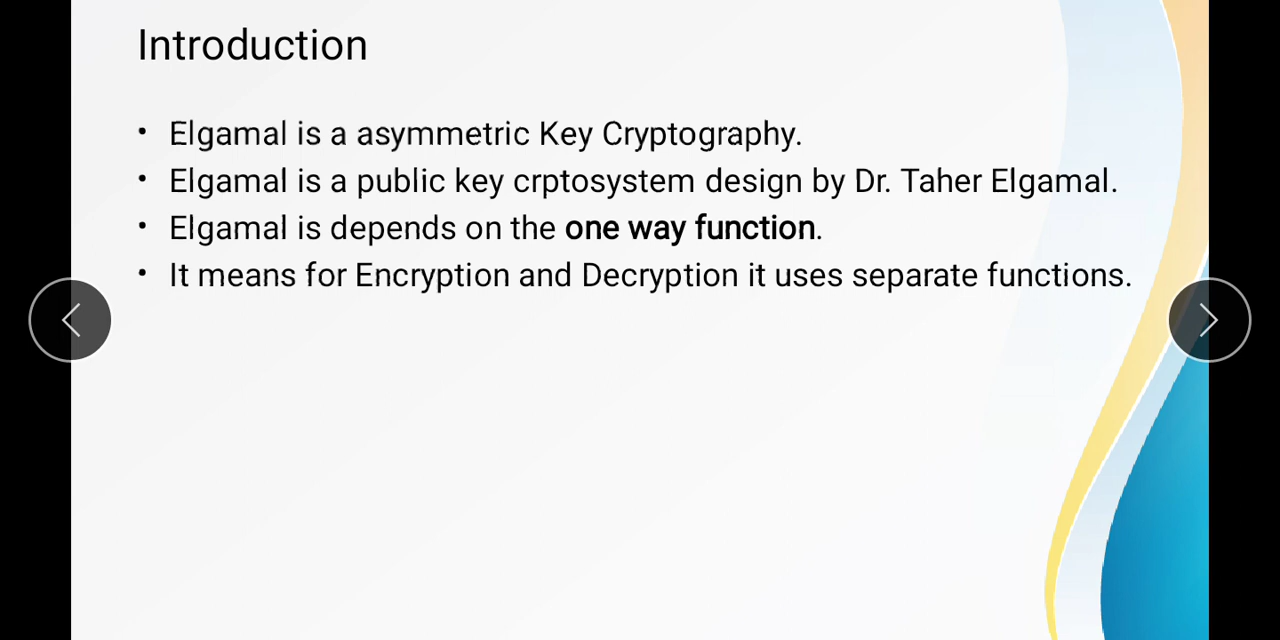 Introduction
• Elgamal is a asymmetric Key Cryptography.
• Elgamal is a public key crptosystem design by Dr. Taher Elgamal.
• Elgamal is depends on the one way function.
• It means for Encryption and Decryption it uses separate functions.